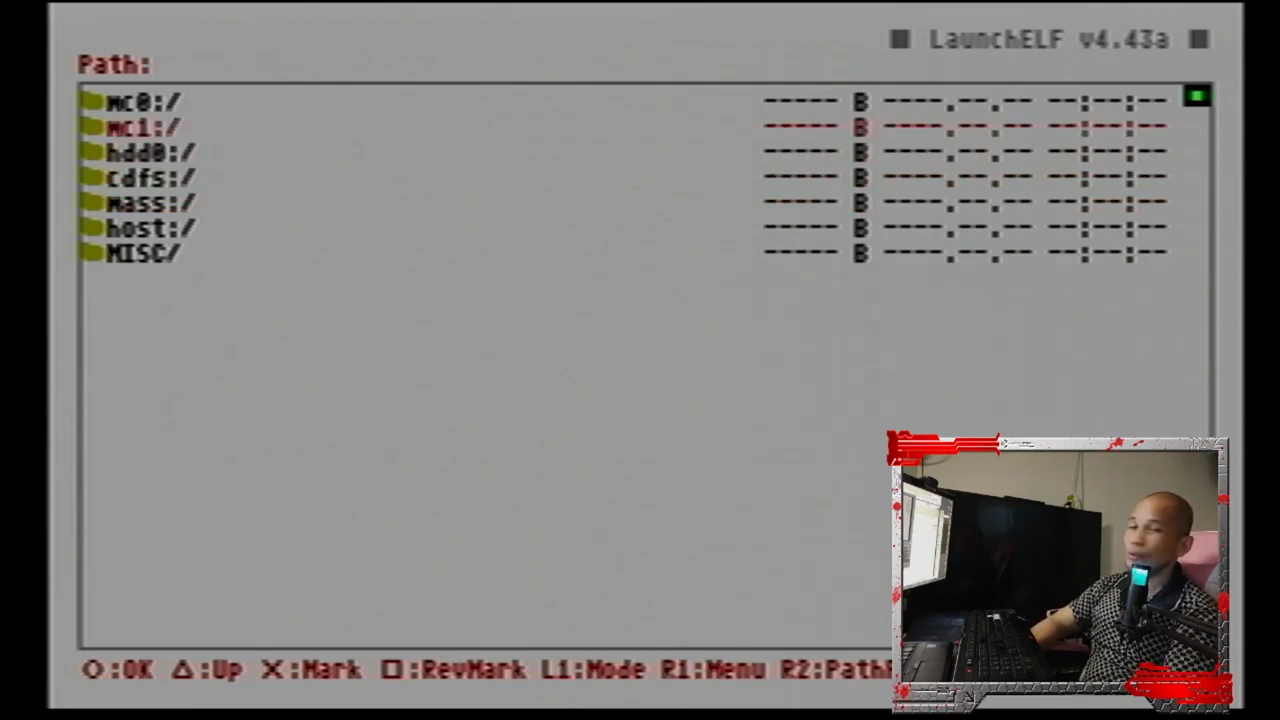 ■ LaunchELF v4.43a ■
Path:
mc0:/ ----- B ----.--.-- --:--:--
mc1:/ ----- B ----.--.-- --:--:--
hdd0:/ ----- B ----.--.-- --:--:--
cdfs:/ ----- B ----.--.-- --:--:--
mass:/ ----- B ----.--.-- --:--:--
host:/ ----- B ----.--.-- --:--:--
MISC/ ----- B ----.--.-- --:--:--
○:OK △:Up ×:Mark □:RevMark L1:Mode R1:Menu R2:Path